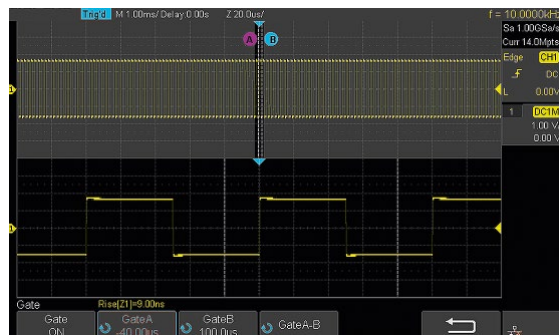 Trig'd M 1.00ms/ Delay:0.00s Z 20.0us/ f = 10.0000kHz
Sa 1.00GSa/s
Curr 14.0Mpts
A B
Edge CH1
DC
L 0.00V
1 DC1M
1.00 V/
0.00 V
1
1
Gate Rise[Z1]=9.00ns
Gate GateA GateB GateA-B
ON -40.00us 100.0us